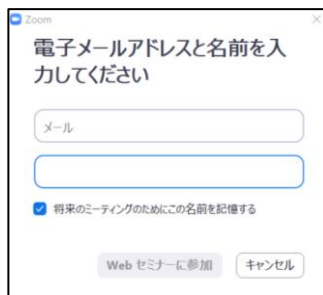 Zoom
電子メールアドレスと名前を入
力してください
メール
将来のミーティングのためにこの名前を記憶する
Web セミナーに参加 キャンセル